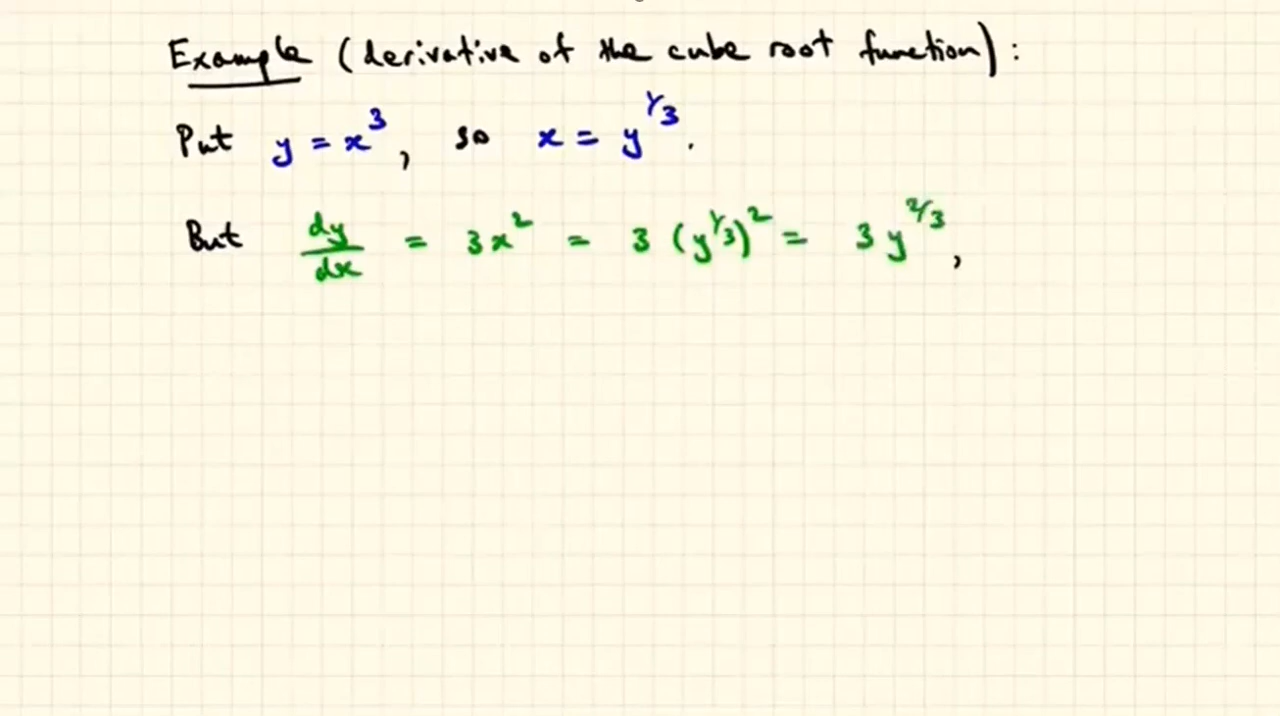 Example (derivative of the cube root function):
Put y = x^3, so x = y^{1/3}.
But dy/dx = 3x^2 = 3(y^{1/3})^2 = 3y^{2/3},